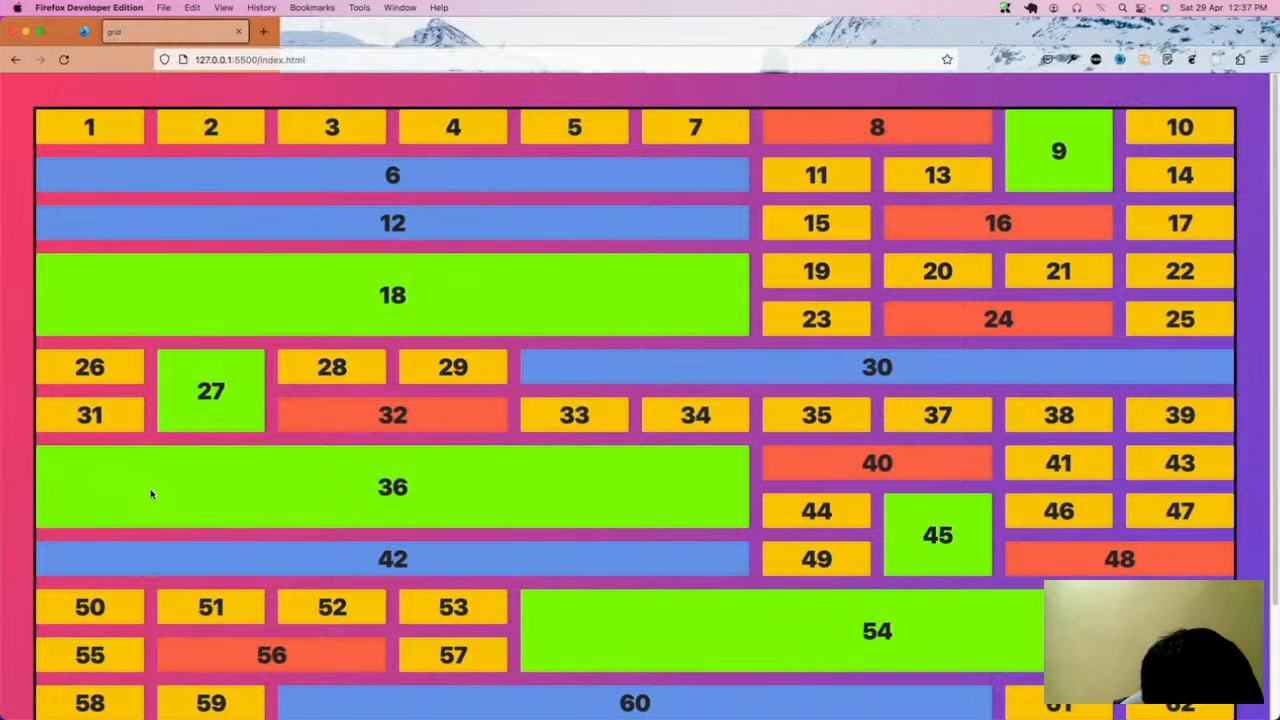 Firefox Developer Edition File Edit View History Bookmarks Tools Window Help Sat 29 Apr 12:37 PM
grid
127.0.0.1:5500/index.html
1 2 3 4 5 7 8 9 10
6 11 13 14
12 15 16 17
18 19 20 21 22
23 24 25
26 27 28 29 30
31 32 33 34 35 37 38 39
36 40 41 43
44 45 46 47
42 49 48
50 51 52 53 54
55 56 57
58 59 60 61 62